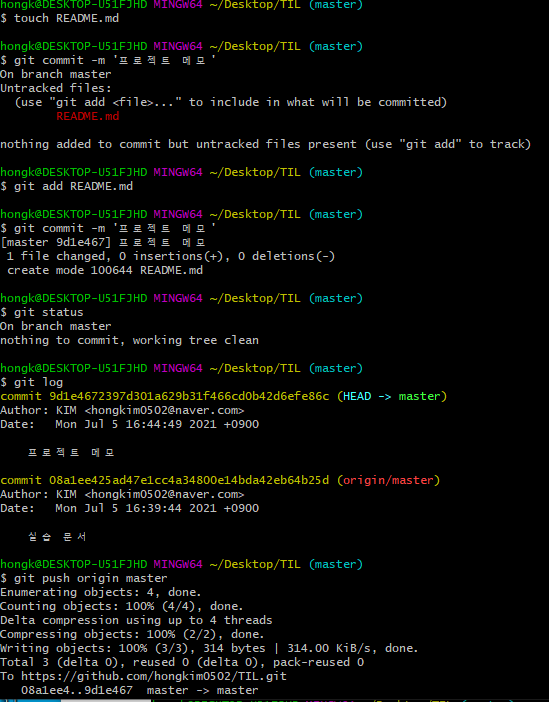 hongk@DESKTOP-U51FJHD MINGW64 ~/Desktop/TIL (master)
$ touch README.md
hongk@DESKTOP-U51FJHD MINGW64 ~/Desktop/TIL (master)
$ git commit -m '프로젝트 메모'
On branch master
Untracked files:
  (use "git add <file>..." to include in what will be committed)
        README.md
nothing added to commit but untracked files present (use "git add" to track)
hongk@DESKTOP-U51FJHD MINGW64 ~/Desktop/TIL (master)
$ git add README.md
hongk@DESKTOP-U51FJHD MINGW64 ~/Desktop/TIL (master)
$ git commit -m '프로젝트 메모'
[master 9d1e467] 프로젝트 메모
 1 file changed, 0 insertions(+), 0 deletions(-)
 create mode 100644 README.md
hongk@DESKTOP-U51FJHD MINGW64 ~/Desktop/TIL (master)
$ git status
On branch master
nothing to commit, working tree clean
hongk@DESKTOP-U51FJHD MINGW64 ~/Desktop/TIL (master)
$ git log
commit 9d1e4672397d301a629b31f466cd0b42d6efe86c (HEAD -> master)
Author: KIM <hongkim0502@naver.com>
Date:   Mon Jul 5 16:44:49 2021 +0900
    프로젝트 메모
commit 08a1ee425ad47e1cc4a34800e14bda42eb64b25d (origin/master)
Author: KIM <hongkim0502@naver.com>
Date:   Mon Jul 5 16:39:44 2021 +0900
    실습 문서
hongk@DESKTOP-U51FJHD MINGW64 ~/Desktop/TIL (master)
$ git push origin master
Enumerating objects: 4, done.
Counting objects: 100% (4/4), done.
Delta compression using up to 4 threads
Compressing objects: 100% (2/2), done.
Writing objects: 100% (3/3), 314 bytes | 314.00 KiB/s, done.
Total 3 (delta 0), reused 0 (delta 0), pack-reused 0
To https://github.com/hongkim0502/TIL.git
   08a1ee4..9d1e467  master -> master